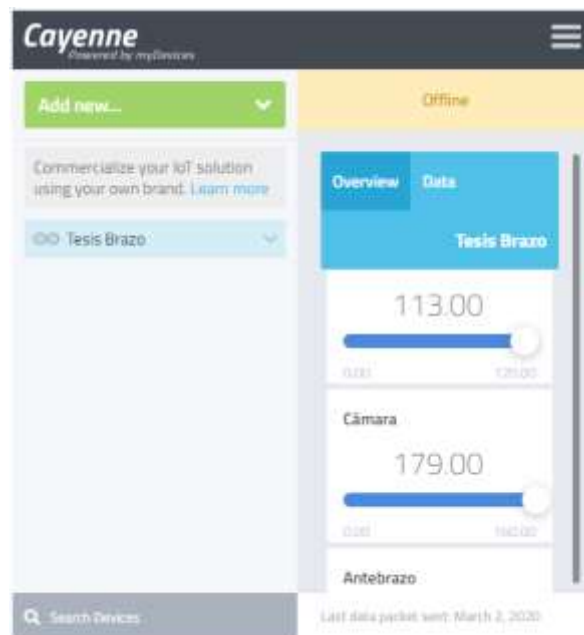 Cayenne
Powered by myDevices
Add new...
Commercialize your IoT solution
using your own brand. Learn more
Tesis Brazo
Search Devices
Offline
Overview Data
Tesis Brazo
113.00
0.00 120.00
Cámara
179.00
0.00
Antebrazo
Last data packet sent: March 2, 2020